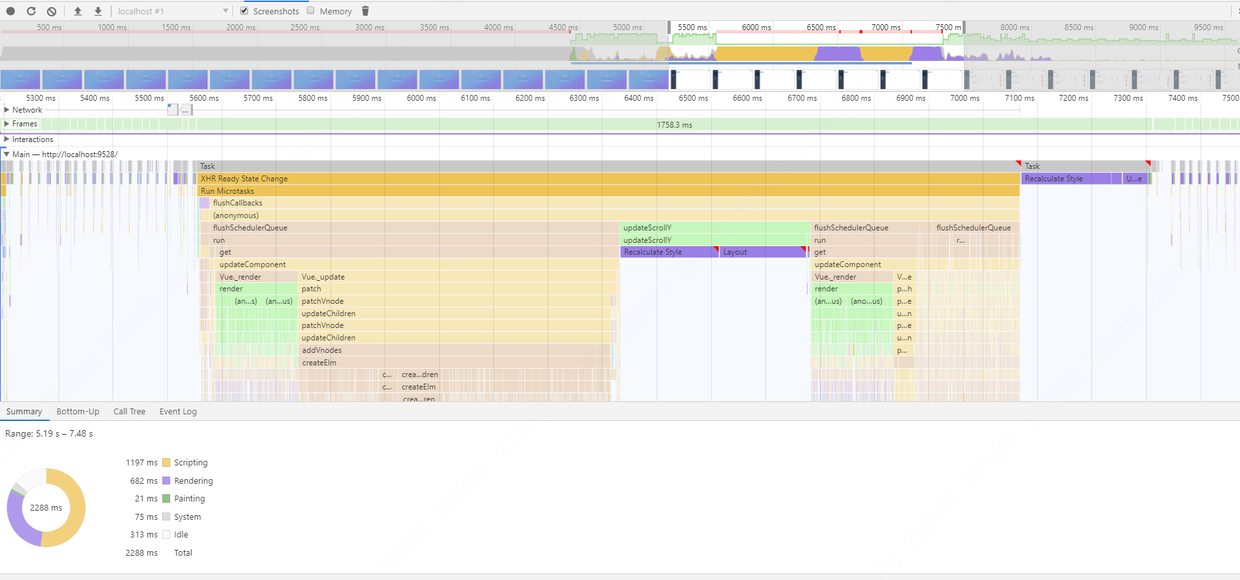 localhost #1 Screenshots Memory
500 ms 1000 ms 1500 ms 2000 ms 2500 ms 3000 ms 3500 ms 4000 ms 4500 ms 5000 ms 5500 ms 6000 ms 6500 ms 7000 ms 7500 m 8000 ms 8500 ms 9000 ms 9500 ms
5300 ms 5400 ms 5500 ms 5600 ms 5700 ms 5800 ms 5900 ms 6000 ms 6100 ms 6200 ms 6300 ms 6400 ms 6500 ms 6600 ms 6700 ms 6800 ms 6900 ms 7000 ms 7100 ms 7200 ms 7300 ms 7400 ms 7500
Network ...
Frames 1758.3 ms
Interactions
Main — http://localhost:9528/
Task Task
XHR Ready State Change Recalculate Style U...e
Run Microtasks
flushCallbacks
(anonymous)
flushSchedulerQueue updateScrollY flushSchedulerQueue flushSchedulerQueue
run updateScrollY run r...
get Recalculate Style Layout get
updateComponent updateComponent
Vue._render Vue._update Vue._render V...e
render patch render p...h
(an...s) (an...us) patchVnode (an...us) (ano...us) p...e
updateChildren u...n
patchVnode p...e
updateChildren u...n
addVnodes p...
createElm
c... crea...dren
c... createElm
crea...ren
Summary Bottom-Up Call Tree Event Log
Range: 5.19 s – 7.48 s
1197 ms Scripting
682 ms Rendering
2288 ms
21 ms Painting
75 ms System
313 ms Idle
2288 ms Total